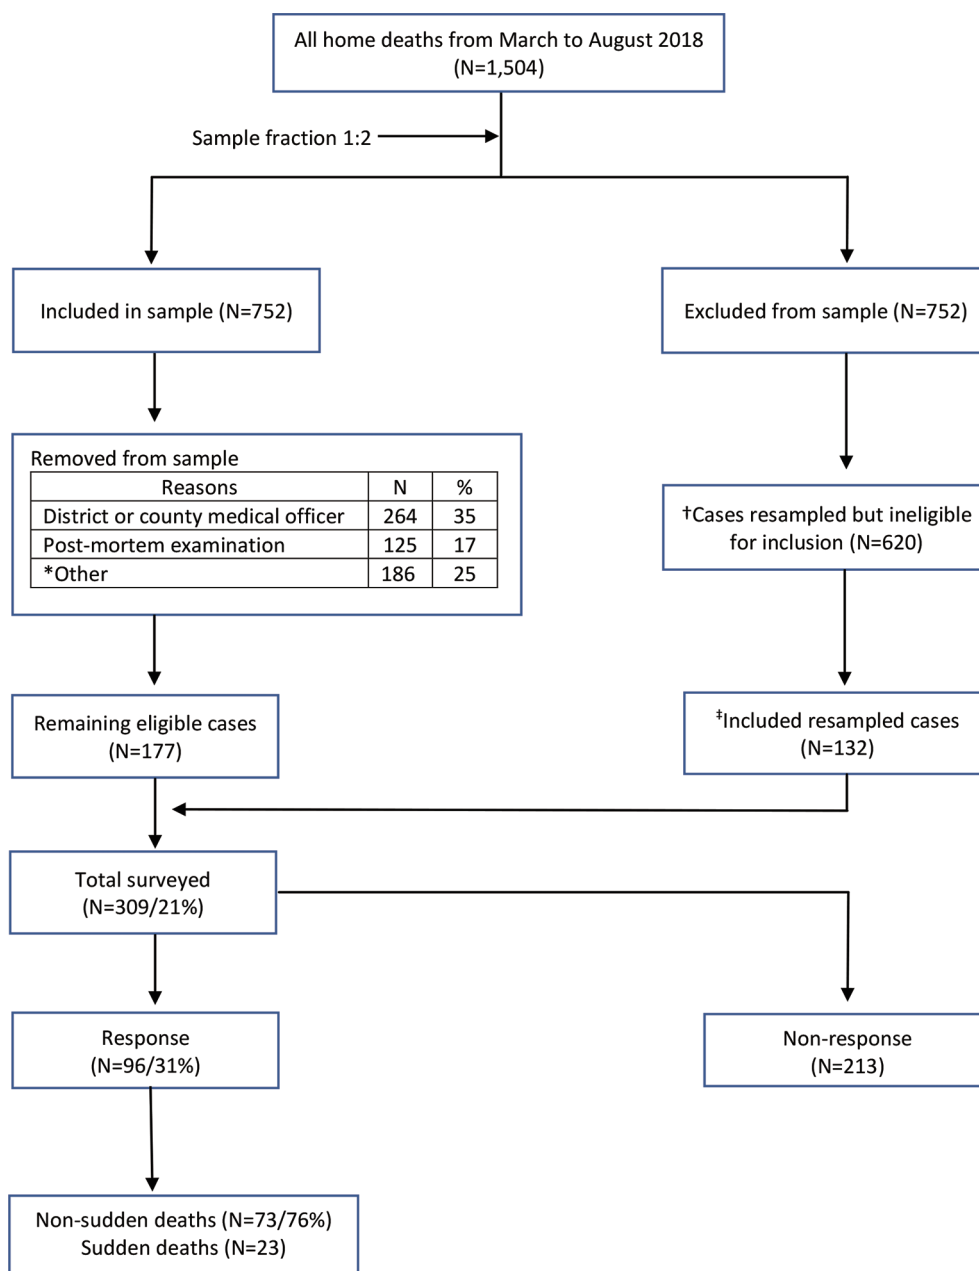 All home deaths from March to August 2018
(N=1,504)
Sample fraction 1:2
Included in sample (N=752)
Excluded from sample (N=752)
Removed from sample
Reasons N %
District or county medical officer 264 35
Post-mortem examination 125 17
*Other 186 25
†Cases resampled but ineligible
for inclusion (N=620)
Remaining eligible cases
(N=177)
‡Included resampled cases
(N=132)
Total surveyed
(N=309/21%)
Response
(N=96/31%)
Non-response
(N=213)
Non-sudden deaths (N=73/76%)
Sudden deaths (N=23)